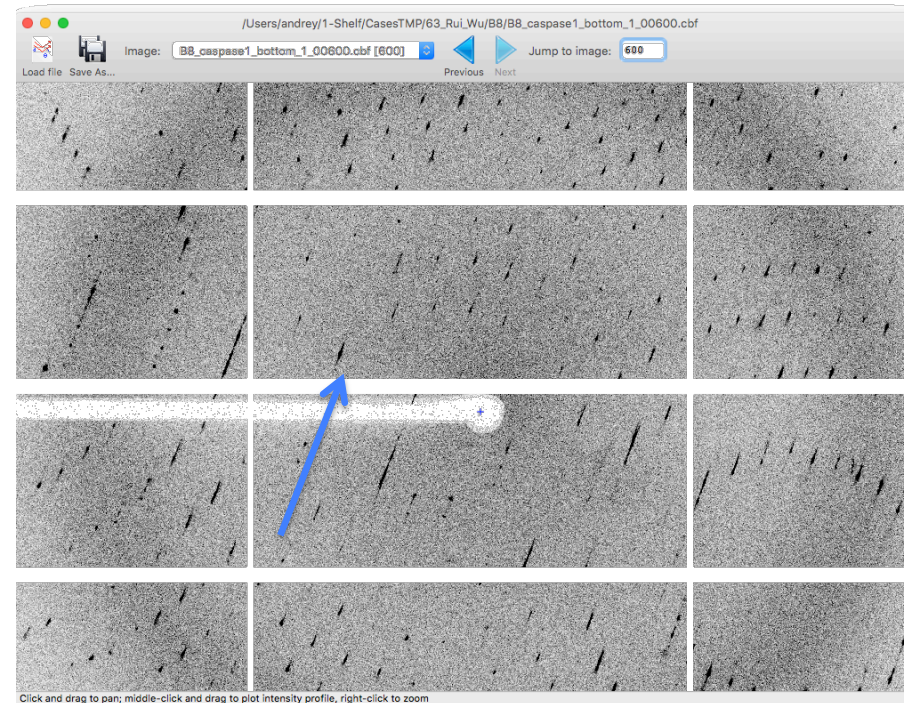 /Users/andrey/1-Shelf/CasesTMP/63_Rui_Wu/B8/B8_caspase1_bottom_1_00600.cbf
Image: B8_caspase1_bottom_1_00600.cbf [600] Jump to image: 600
Load file Save As... Previous Next
Click and drag to pan; middle-click and drag to plot intensity profile, right-click to zoom